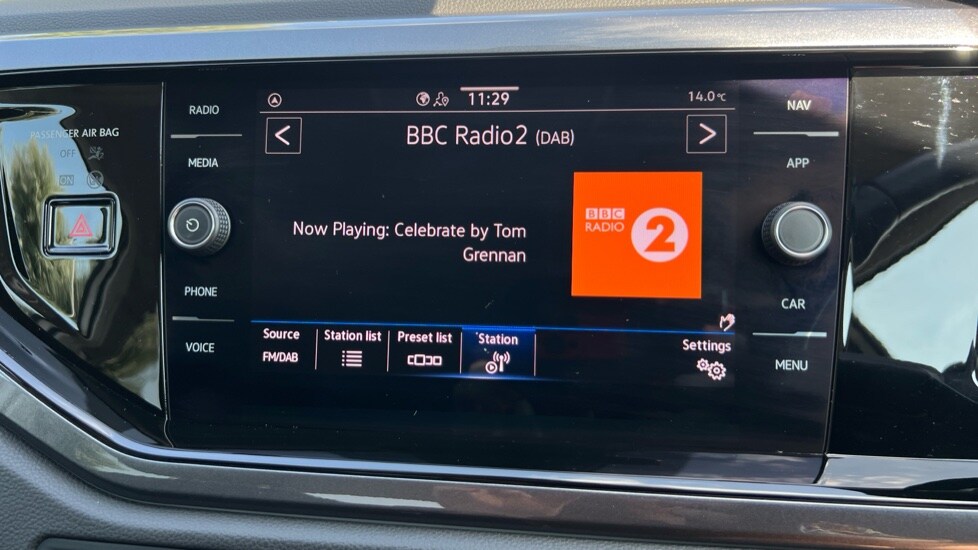 PASSENGER AIR BAG
OFF
ON
RADIO
MEDIA
PHONE
VOICE
11:29
14.0°C
BBC Radio2 (DAB)
Now Playing: Celebrate by Tom
Grennan
BBC
RADIO
2
Source
FM/DAB
Station list
Preset list
Station
Settings
NAV
APP
CAR
MENU